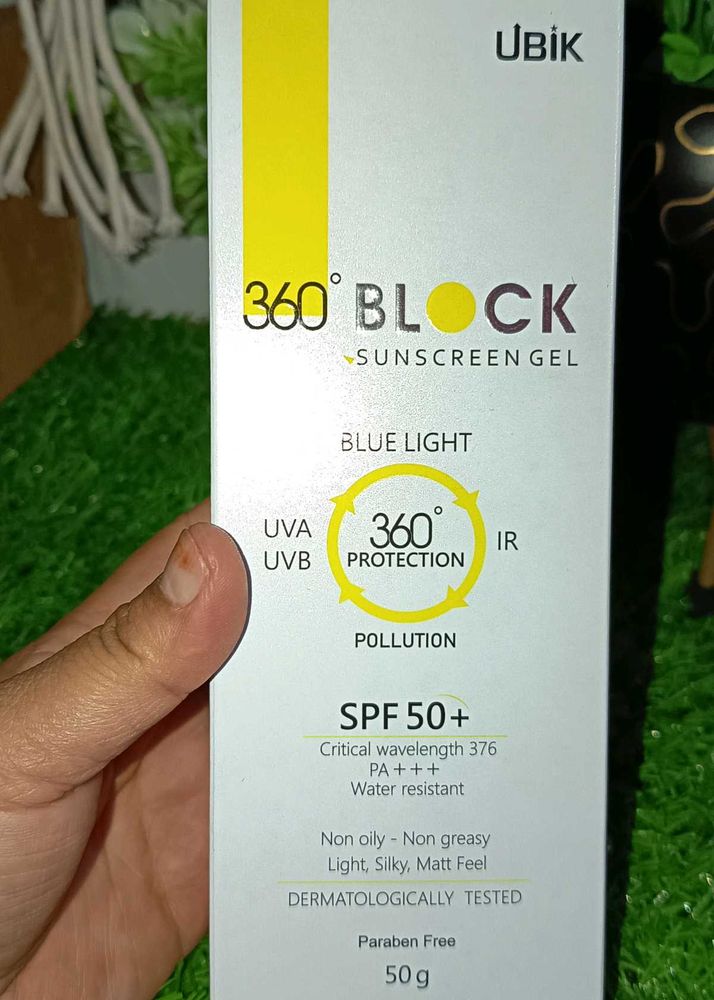 UBIK
360° BLOCK
SUNSCREEN GEL
BLUE LIGHT
UVA
UVB
360°
PROTECTION
IR
POLLUTION
SPF 50+
Critical wavelength 376
PA+++
Water resistant
Non oily - Non greasy
Light, Silky, Matt Feel
DERMATOLOGICALLY TESTED
Paraben Free
50 g